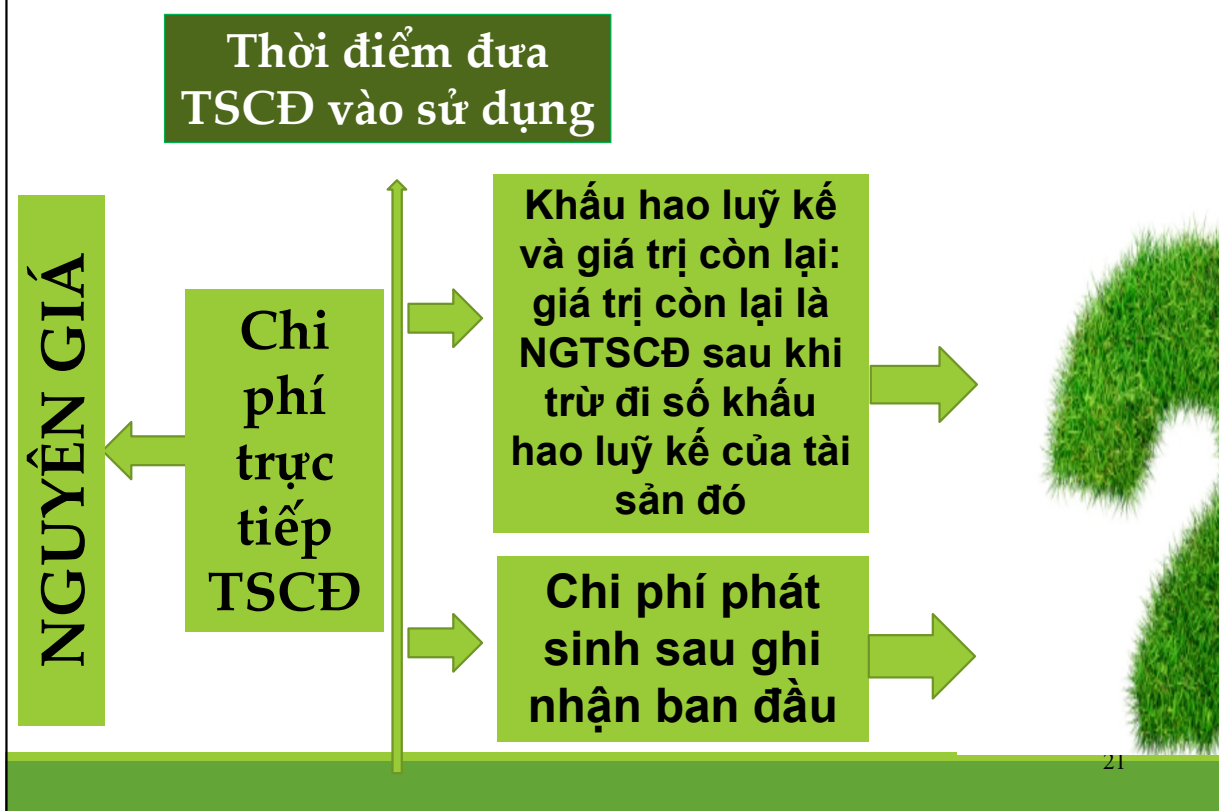 Thời điểm đưa
TSCĐ vào sử dụng
NGUYÊN GIÁ
Chi
phí
trực
tiếp
TSCĐ
Khấu hao luỹ kế
và giá trị còn lại:
giá trị còn lại là
NGTSCĐ sau khi
trừ đi số khấu
hao luỹ kế của tài
sản đó
Chi phí phát
sinh sau ghi
nhận ban đầu
21